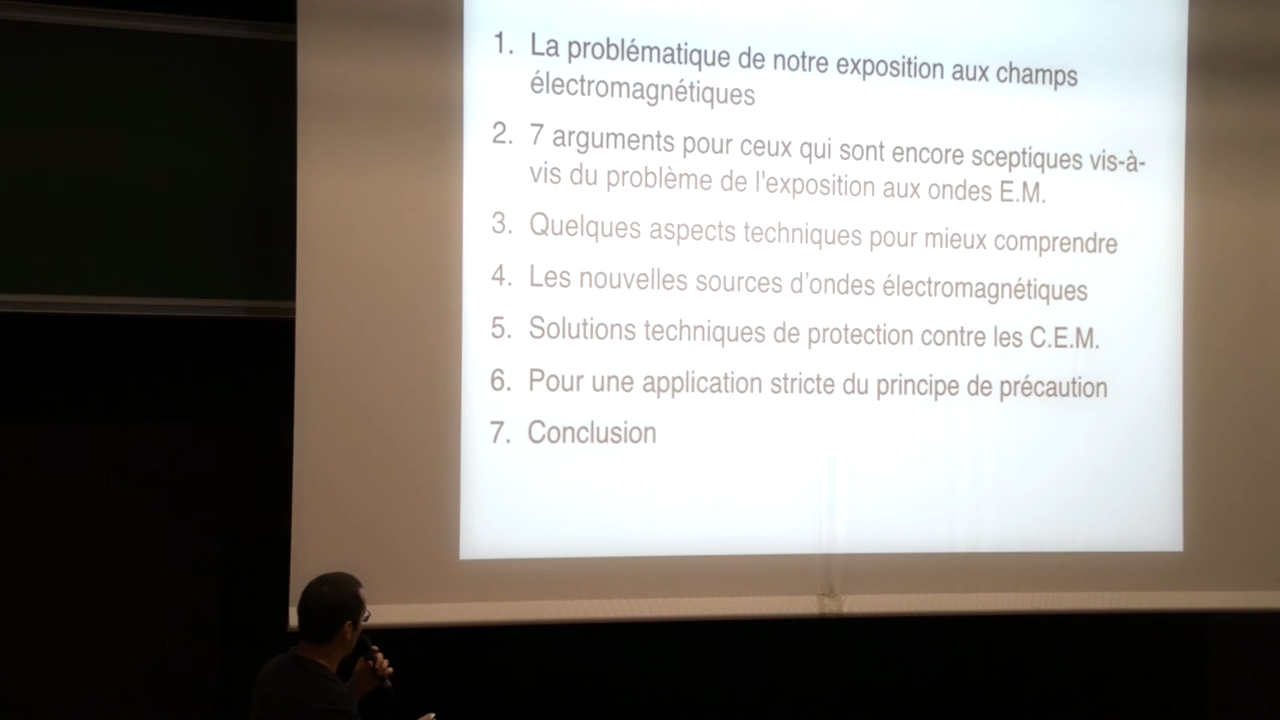 1. La problématique de notre exposition aux champs
électromagnétiques
2. 7 arguments pour ceux qui sont encore sceptiques vis-à-
vis du problème de l'exposition aux ondes E.M.
3. Quelques aspects techniques pour mieux comprendre
4. Les nouvelles sources d’ondes électromagnétiques
5. Solutions techniques de protection contre les C.E.M.
6. Pour une application stricte du principe de précaution
7. Conclusion